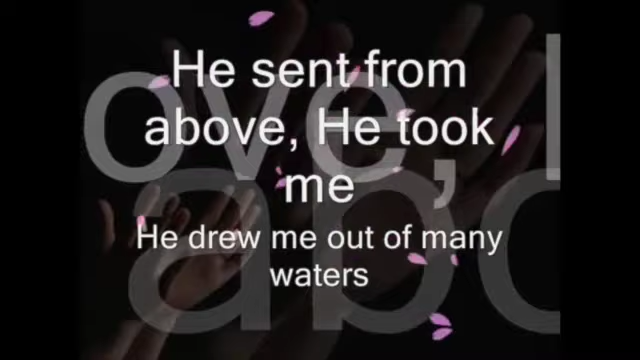 He sent from
above, He took
me
He drew me out of many
waters